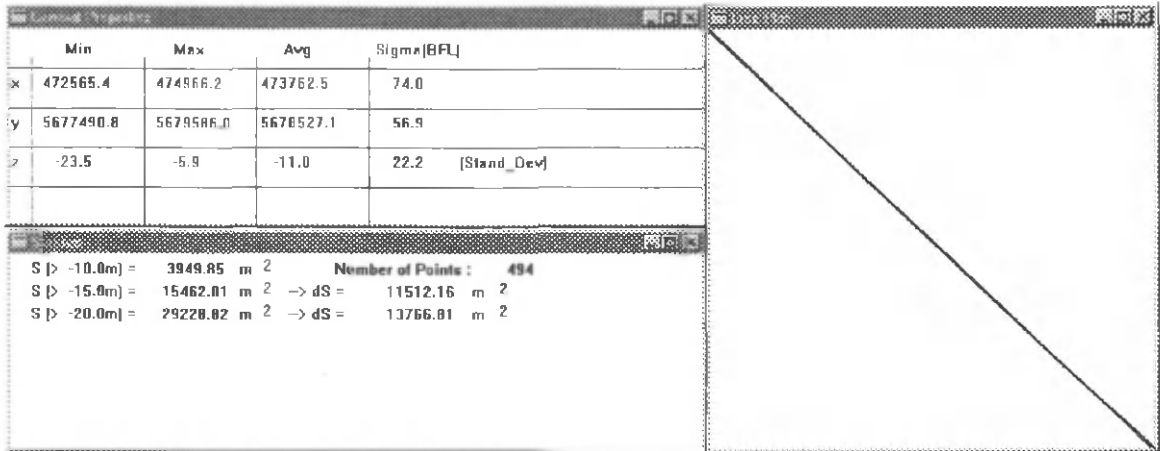 General Properties
Min Max Avg Sigma(BFL)
x 472565.4 474966.2 473762.5 74.0
y 5677490.8 5679586.0 5678527.1 56.9
z -23.5 -5.9 -11.0 22.2 [Stand_Dev]
S (> -10.0m) = 3949.85 m 2 Number of Points : 494
S (> -15.0m) = 15462.01 m 2 --> dS = 11512.16 m 2
S (> -20.0m) = 29228.82 m 2 --> dS = 13766.81 m 2